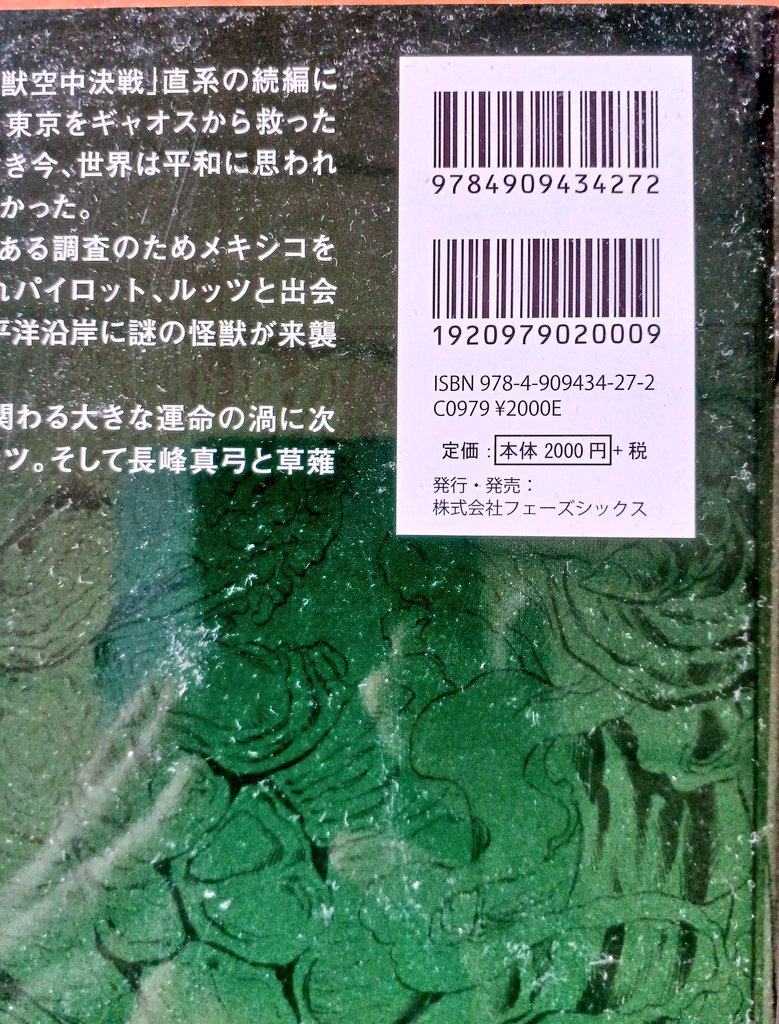 獣空中決戦」直系の続編に
東京をギャオスから救った
き今、世界は平和に思われ
かった。
ある調査のためメキシコを
れパイロット、ルッツと出会
平洋沿岸に謎の怪獣が来襲
関わる大きな運命の渦に次
ツ。そして長峰真弓と草薙
9784909434272
1920979020009
ISBN 978-4-909434-27-2
C0979 ¥2000E
定価：本体 2000 円+ 税
発行・発売：
株式会社フェーズシックス